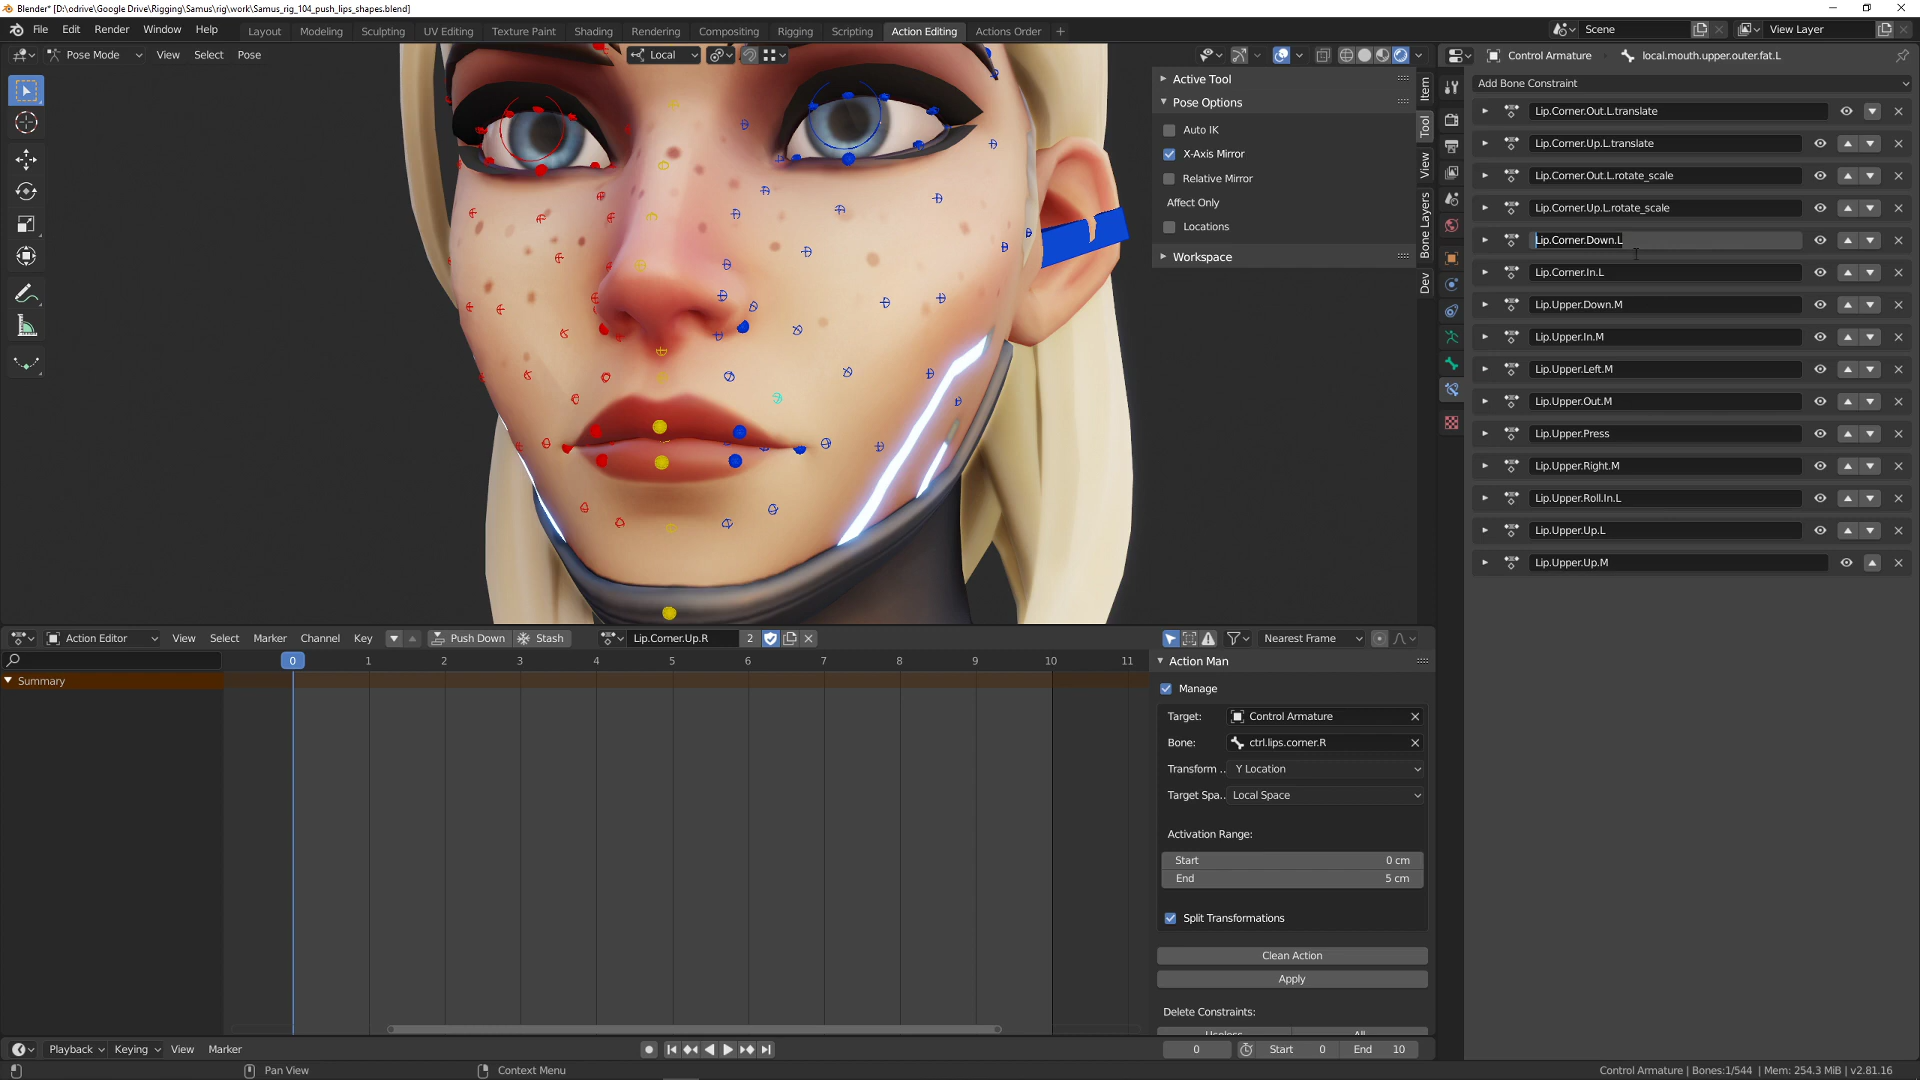 Blender* [D:\odrive\Google Drive\Rigging\Samus\rig\work\Samus_rig_104_push_lips_shapes.blend]
File Edit Render Window Help Layout Modeling Sculpting UV Editing Texture Paint Shading Rendering Compositing Rigging Scripting Action Editing Actions Order + Scene View Layer
Pose Mode View Select Pose Local Control Armature local.mouth.upper.outer.fat.L
Active Tool
Pose Options
Auto IK
X-Axis Mirror
Relative Mirror
Affect Only
Locations
Workspace
Item
Tool
View
Bone Layers
Dev
Add Bone Constraint
Lip.Corner.Out.L.translate
Lip.Corner.Up.L.translate
Lip.Corner.Out.L.rotate_scale
Lip.Corner.Up.L.rotate_scale
Lip.Corner.Down.L
Lip.Corner.In.L
Lip.Upper.Down.M
Lip.Upper.In.M
Lip.Upper.Left.M
Lip.Upper.Out.M
Lip.Upper.Press
Lip.Upper.Right.M
Lip.Upper.Roll.In.L
Lip.Upper.Up.L
Lip.Upper.Up.M
Action Editor View Select Marker Channel Key Push Down Stash Lip.Corner.Up.R 2 Nearest Frame
0 1 2 3 4 5 6 7 8 9 10 11
Summary
Action Man
Manage
Target: Control Armature
Bone: ctrl.lips.corner.R
Transform .. Y Location
Target Spa.. Local Space
Activation Range:
Start 0 cm
End 5 cm
Split Transformations
Clean Action
Apply
Delete Constraints:
Useless All
Playback Keying View Marker 0 Start 0 End 10
Pan View Context Menu Control Armature | Bones:1/544 | Mem: 254.3 MiB | v2.81.16